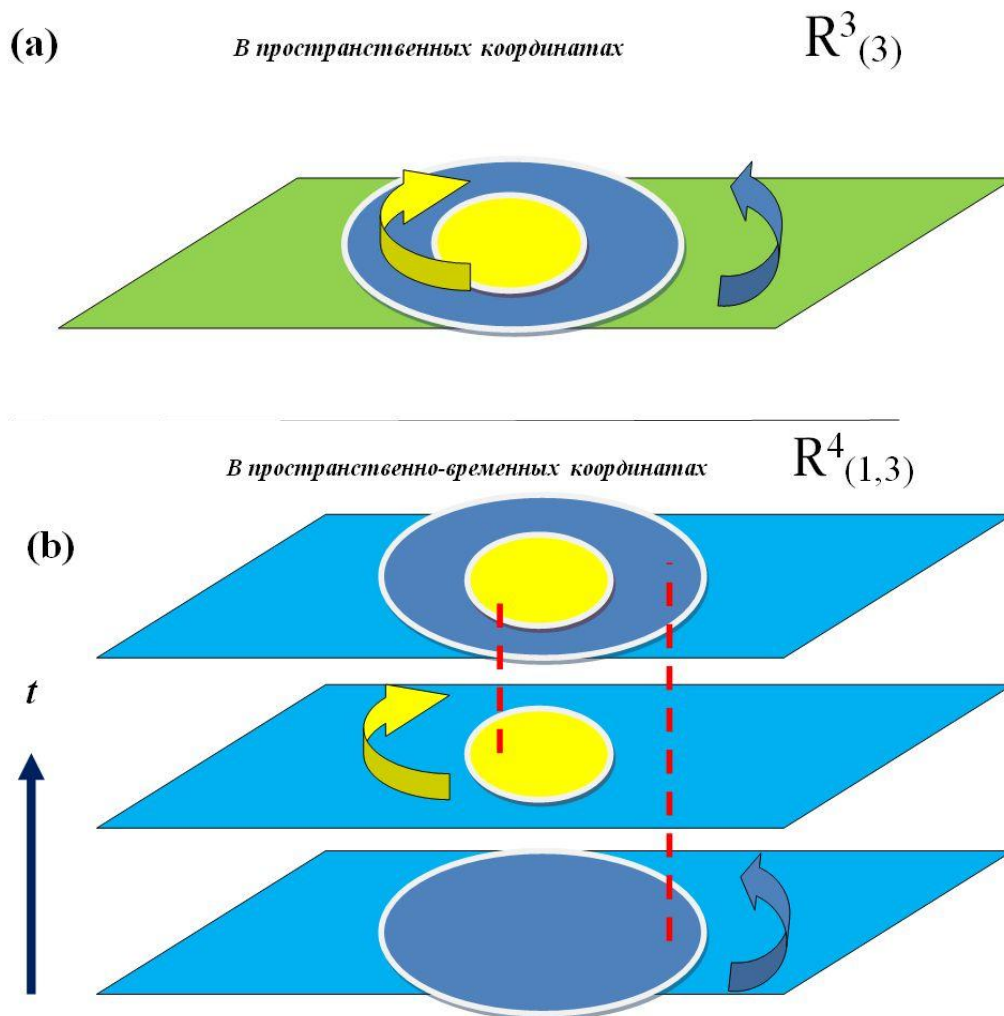 (a) В пространственных координатах R³₍₃₎
В пространственно-временных координатах R⁴₍₁,₃₎
(b)
t